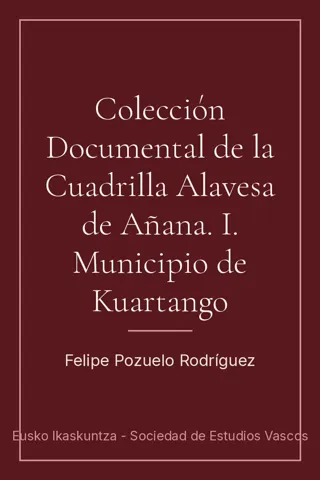 Colección
Documental de la
Cuadrilla Alavesa
de Añana. I.
Municipio de
Kuartango
Felipe Pozuelo Rodríguez
Eusko Ikaskuntza - Sociedad de Estudios Vascos